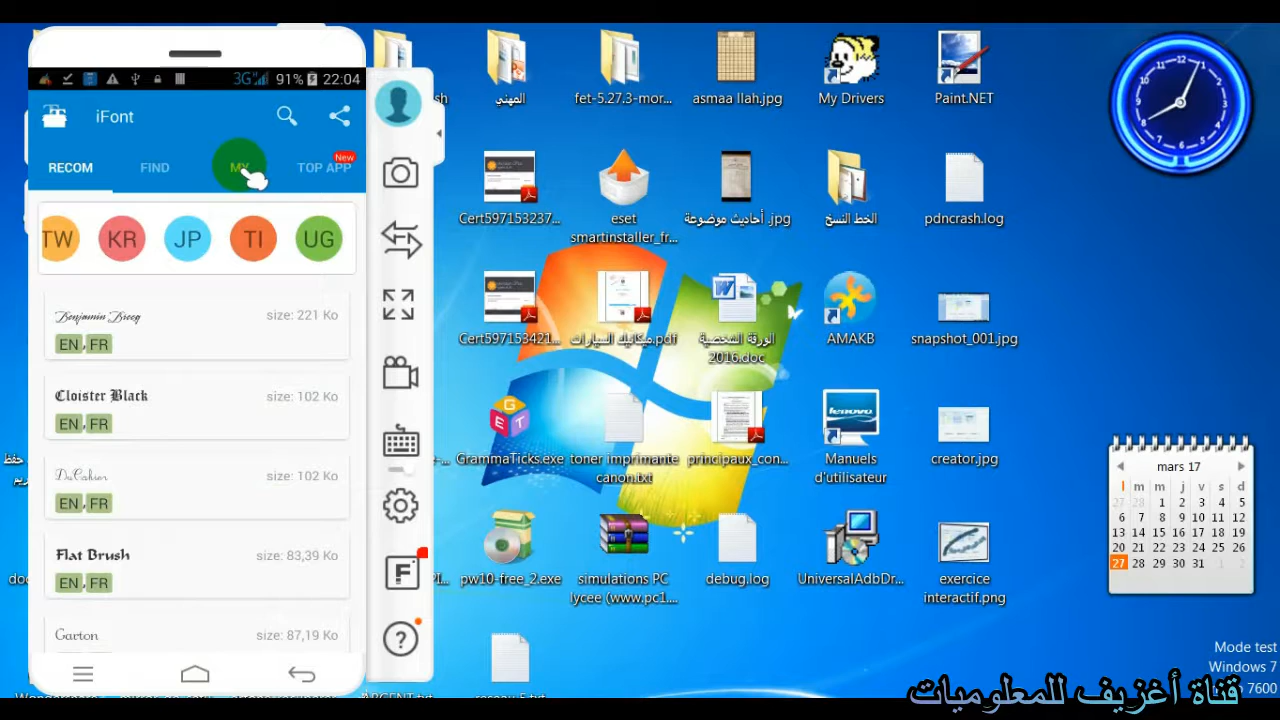 3G 91% 22:04
iFont
RECOM FIND MY TOP APP New
TW KR JP TI UG
Benjamin Breeg size: 221 Ko
EN, FR
Cloister Black size: 102 Ko
EN, FR
DuCahier size: 102 Ko
EN, FR
Flat Brush size: 83,39 Ko
EN, FR
Garton size: 87,19 Ko
F
?
المهني
fet-5.27.3-mor...
asmaa llah.jpg
My Drivers
Paint.NET
Cert597153237...
eset
smartinstaller_fr...
أحاديث موضوعة.jpg
الخط النسخ
pdncrash.log
Cert597153421...
ميكانيك السيارات.pdf
الورقة الشخصية
2016.doc
AMAKB
snapshot_001.jpg
GrammaTicks.exe
toner imprimante
canon.txt
principaux_con...
Manuels
d'utilisateur
creator.jpg
pw10-free_2.exe
simulations PC
lycee (www.pc1....
debug.log
UniversalAdbDr...
exercice
interactif.png
reseau 5.txt
mars 17
l m m j v s d
27 28 1 2 3 4 5
6 7 8 9 10 11 12
13 14 15 16 17 18 19
20 21 22 23 24 25 26
27 28 29 30 31 1 2
Mode test
Windows 7
7600
قناة أغزيف للمعلوميات